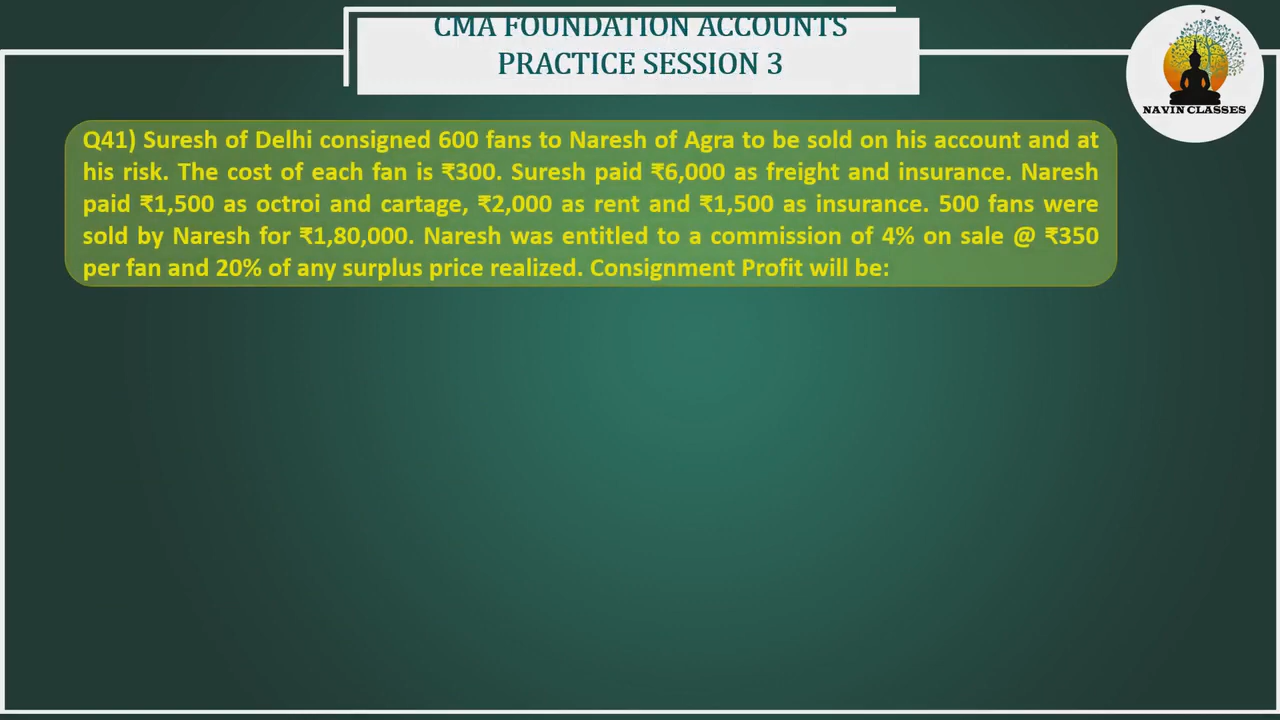 CMA FOUNDATION ACCOUNTS
PRACTICE SESSION 3
NAVIN CLASSES
Q41) Suresh of Delhi consigned 600 fans to Naresh of Agra to be sold on his account and at
his risk. The cost of each fan is ₹300. Suresh paid ₹6,000 as freight and insurance. Naresh
paid ₹1,500 as octroi and cartage, ₹2,000 as rent and ₹1,500 as insurance. 500 fans were
sold by Naresh for ₹1,80,000. Naresh was entitled to a commission of 4% on sale @ ₹350
per fan and 20% of any surplus price realized. Consignment Profit will be: